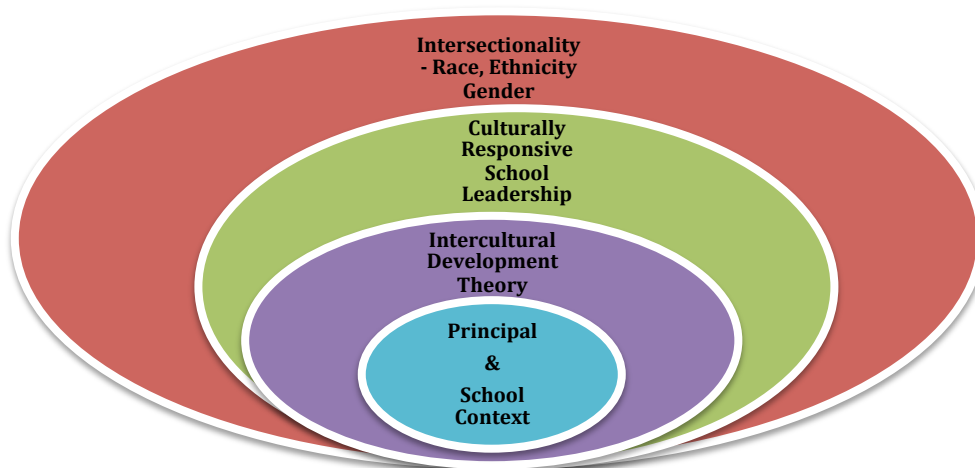 Intersectionality
- Race, Ethnicity
Gender
Culturally
Responsive
School
Leadership
Intercultural
Development
Theory
Principal
&
School
Context